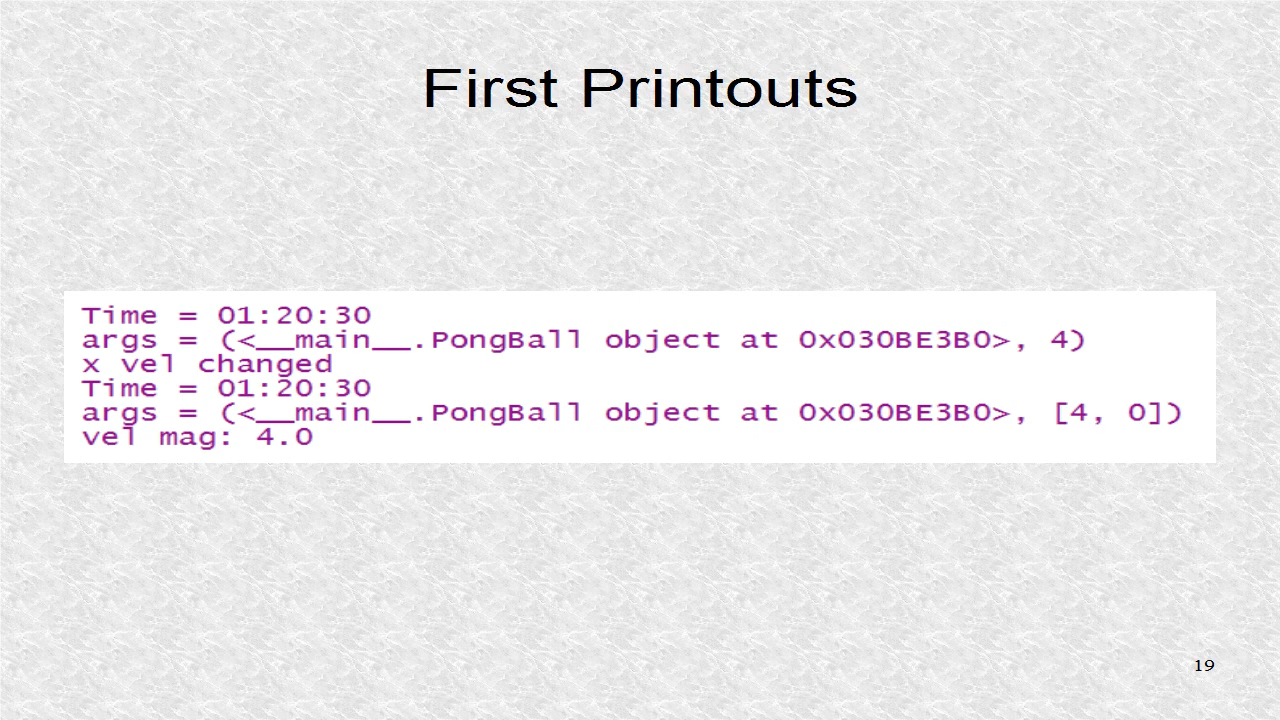 First Printouts
Time = 01:20:30
args = (<__main__.PongBall object at 0x030BE3B0>, 4)
x vel changed
Time = 01:20:30
args = (<__main__.PongBall object at 0x030BE3B0>, [4, 0])
vel mag: 4.0
19